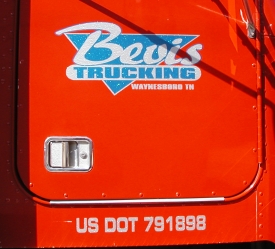 Bevis
TRUCKING
WAYNESBORO TN
US DOT 791898